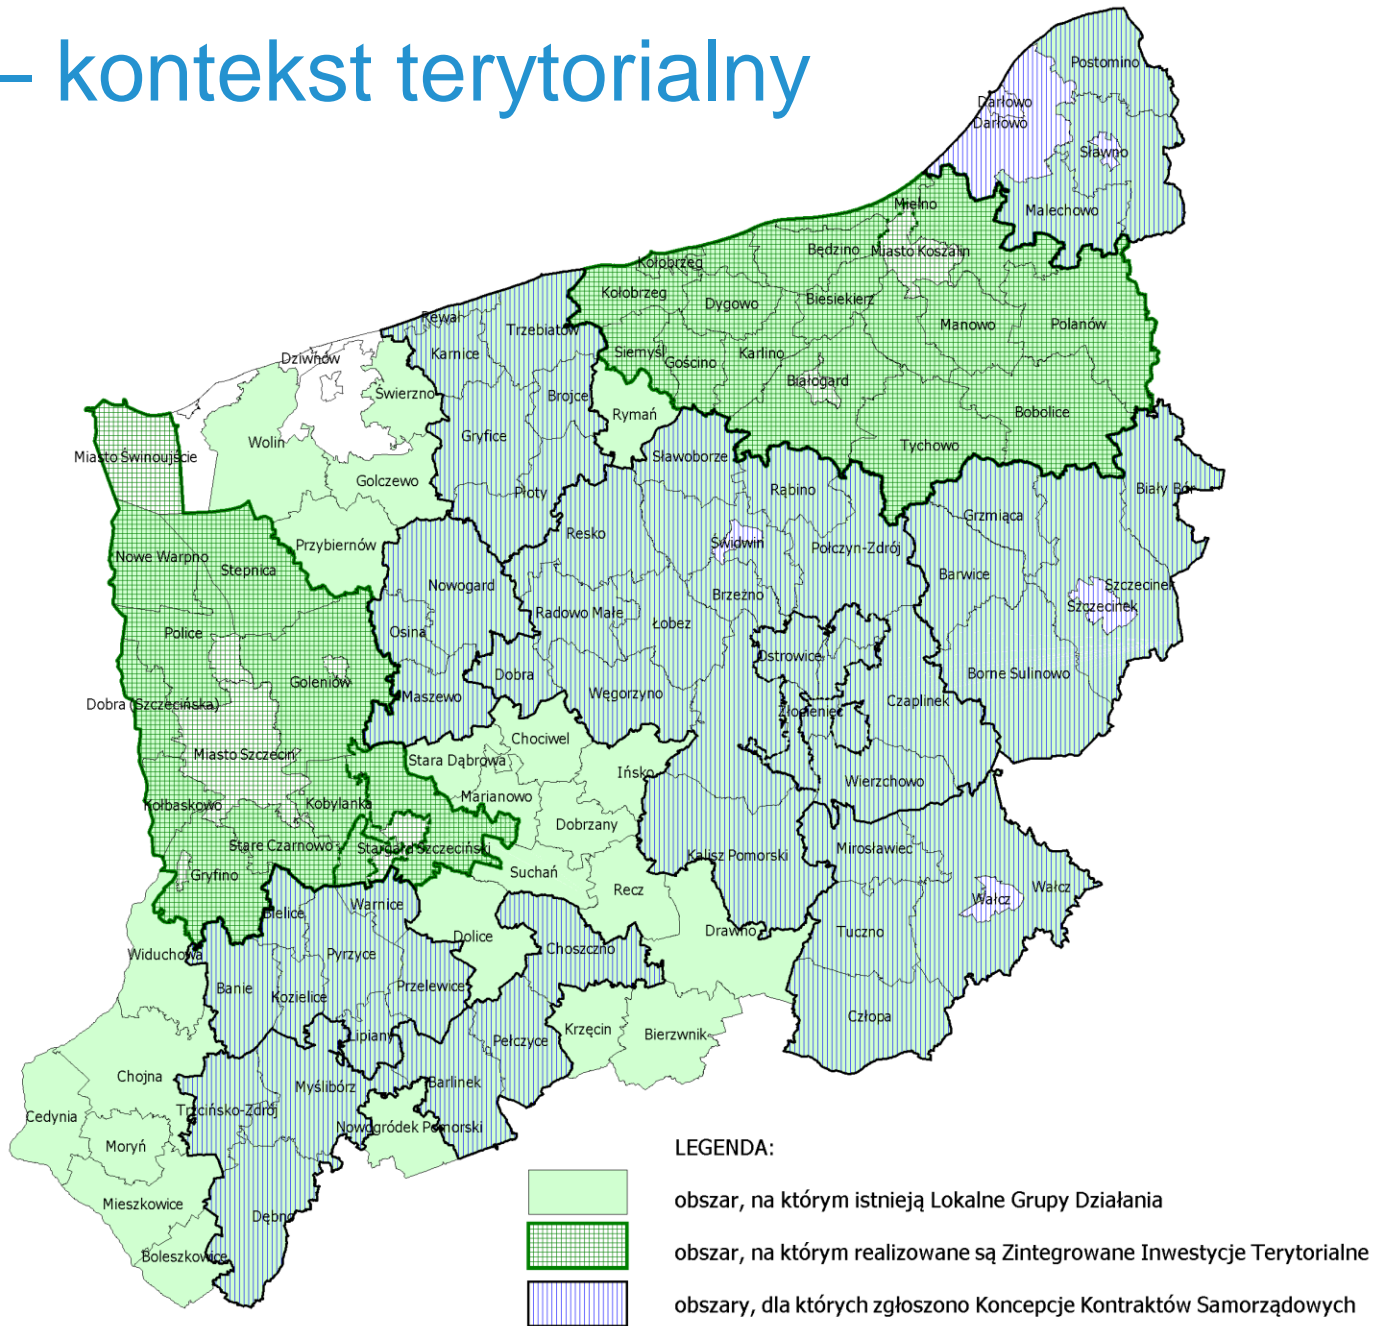 – kontekst terytorialny
Postomino
Darłowo
Darłowo
Sławno
Malechowo
Mielno
Będzino
Miasto Koszalin
Kołobrzeg
Kołobrzeg
Dygowo
Biesiekierz
Manowo
Polanów
Rewal
Trzebiatów
Dziwnów
Karnice
Siemyśl
Gościno
Karlino
Białogard
Świerzno
Brojce
Rymań
Bobolice
Wolin
Gryfice
Tychowo
Miasto Świnoujście
Sławoborze
Golczewo
Płoty
Rąbino
Biały Bór
Grzmiąca
Przybiernów
Resko
Świdwin
Połczyn-Zdrój
Nowe Warpno
Stepnica
Nowogard
Barwice
Szczecinek
Szczecinek
Brzeżno
Radowo Małe
Łobez
Police
Osina
Ostrowice
Goleniów
Dobra
Borne Sulinowo
Maszewo
Węgorzyno
Czaplinek
Dobra (Szczecińska)
Złocieniec
Chociwel
Miasto Szczecin
Stara Dąbrowa
Ińsko
Wierzchowo
Marianowo
Kołbaskowo
Kobylanka
Dobrzany
Stare Czarnowo
Stargard Szczeciński
Kalisz Pomorski
Mirosławiec
Gryfino
Suchań
Recz
Wałcz
Wałcz
Bielice
Warnice
Dolice
Drawno
Tuczno
Widuchowa
Pyrzyce
Choszczno
Banie
Kozielice
Przelewice
Człopa
Lipiany
Pełczyce
Krzęcin
Bierzwnik
Chojna
Myślibórz
Barlinek
Cedynia
Trzcińsko-Zdrój
Nowogródek Pomorski
Moryń
Mieszkowice
Dębno
Boleszkowice
LEGENDA:
obszar, na którym istnieją Lokalne Grupy Działania
obszar, na którym realizowane są Zintegrowane Inwestycje Terytorialne
obszary, dla których zgłoszono Koncepcje Kontraktów Samorządowych